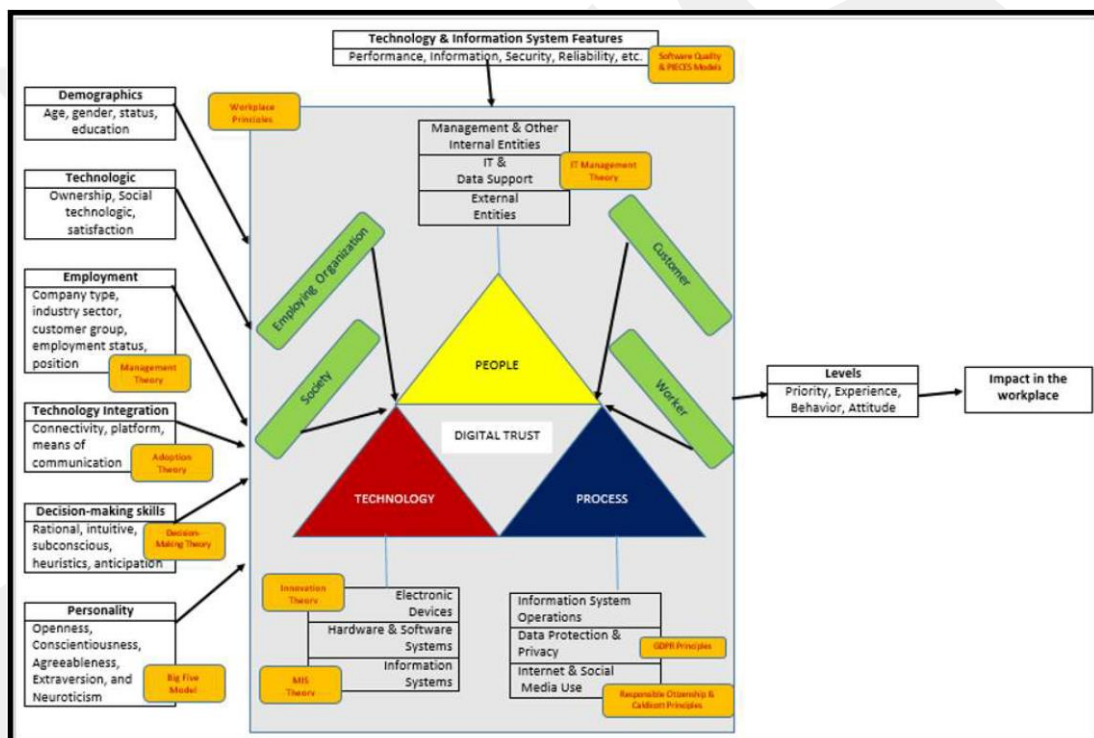 Technology & Information System Features
Performance, Information, Security, Reliability, etc.
Software Quality
& PIECES Models
Demographics
Age, gender, status,
education
Technologic
Ownership, Social
technologic,
satisfaction
Employment
Company type,
industry sector,
customer group,
employment status,
position
Management
Theory
Technology Integration
Connectivity, platform,
means of
communication
Adoption
Theory
Decision-making skills
Rational, intuitive,
subconscious,
heuristics, anticipation
Decision-
Making Theory
Personality
Openness,
Conscientiousness,
Agreeableness,
Extraversion, and
Neuroticism
Big Five
Model
Workplace
Principles
Management & Other
Internal Entities
IT &
Data Support
External
Entities
IT Management
Theory
Employing Organization
Society
Customer
Worker
PEOPLE
DIGITAL TRUST
TECHNOLOGY
PROCESS
Innovation
Theory
MIS
Theory
Electronic
Devices
Hardware & Software
Systems
Information
Systems
Information System
Operations
Data Protection &
Privacy
Internet & Social
Media Use
GDPR Principles
Responsible Citizenship &
Caldicott Principles
Levels
Priority, Experience,
Behavior, Attitude
Impact in the
workplace